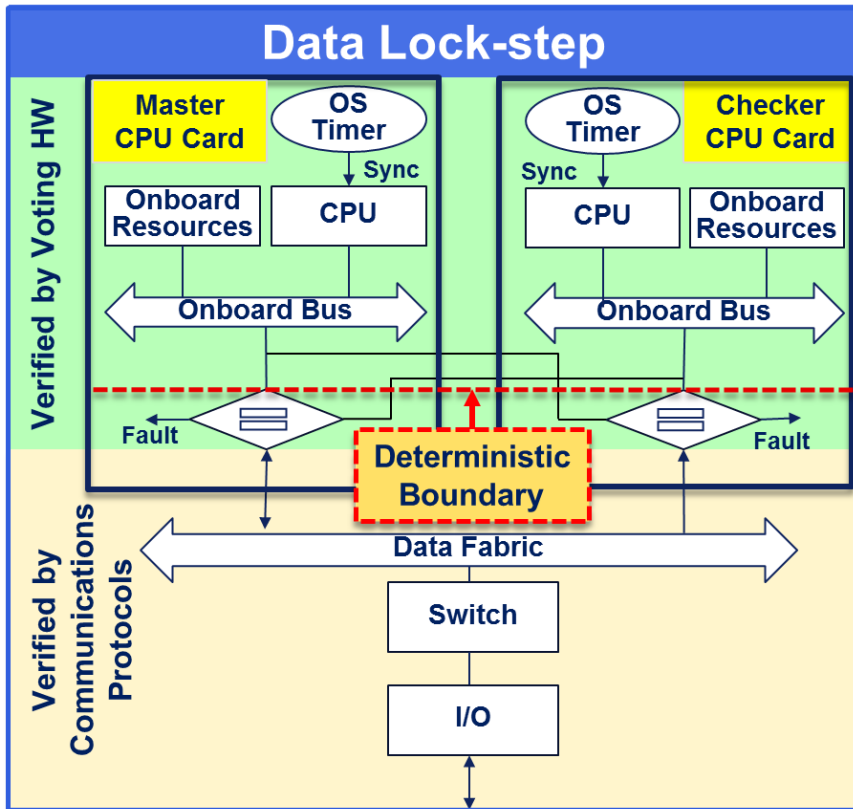 Data Lock-step
Verified by Voting HW
Master
CPU Card
OS
Timer
Sync
Onboard
Resources
CPU
Onboard Bus
Fault
OS
Timer
Checker
CPU Card
Sync
CPU
Onboard
Resources
Onboard Bus
Fault
Deterministic
Boundary
Verified by
Communications
Protocols
Data Fabric
Switch
I/O